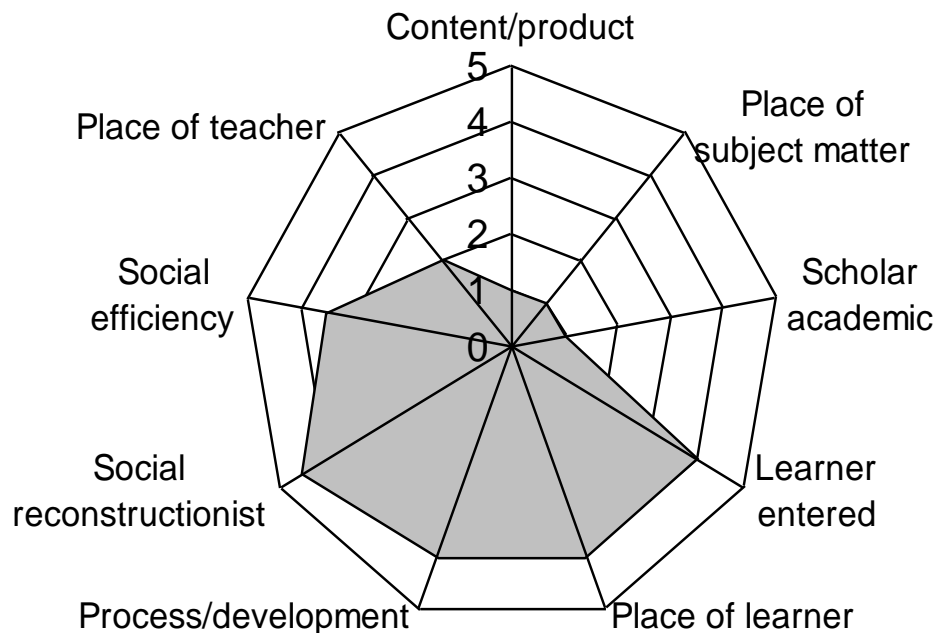 Content/product
5
4
3
2
1
0
Place of
subject matter
Scholar
academic
Learner
entered
Place of learner
Process/development
Social
reconstructionist
Social
efficiency
Place of teacher